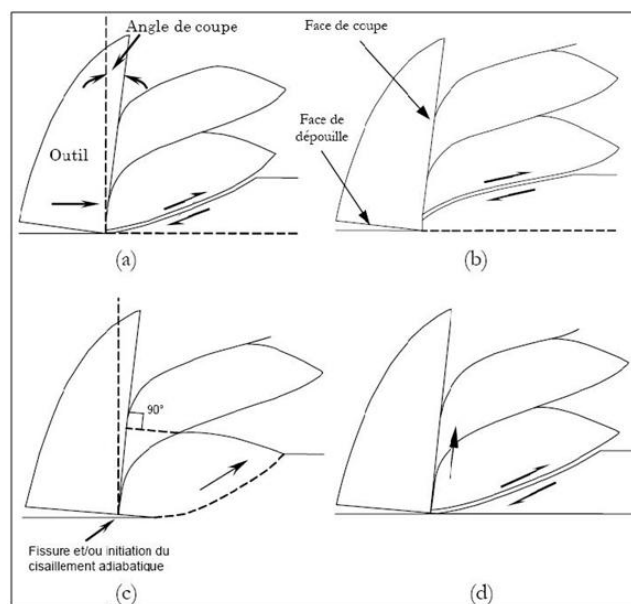 Angle de coupe
Face de coupe
Face de
dépouille
Outil
(a)
(b)
90°
Fissure et/ou initiation du
cisaillement adiabatique
(c)
(d)